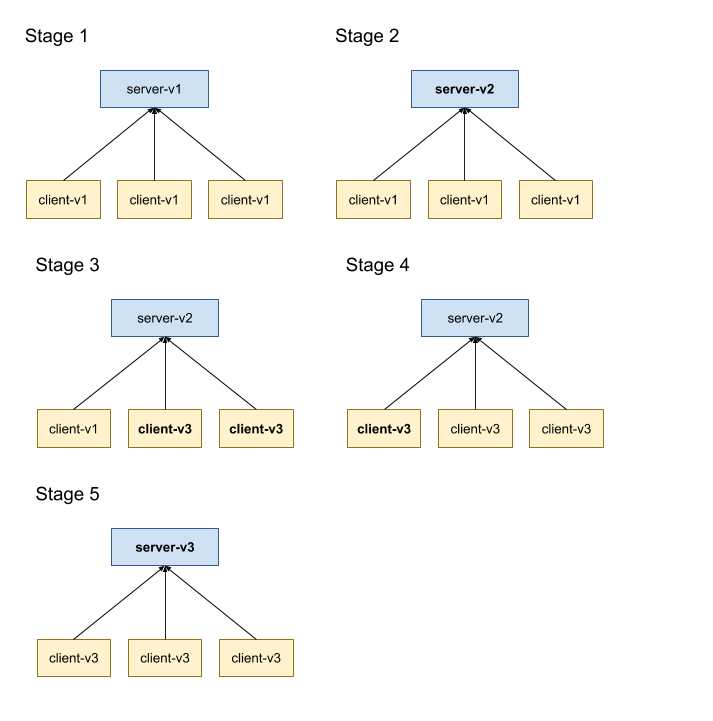 Stage 1
server-v1
client-v1 client-v1 client-v1
Stage 2
server-v2
client-v1 client-v1 client-v1
Stage 3
server-v2
client-v1 client-v3 client-v3
Stage 4
server-v2
client-v3 client-v3 client-v3
Stage 5
server-v3
client-v3 client-v3 client-v3